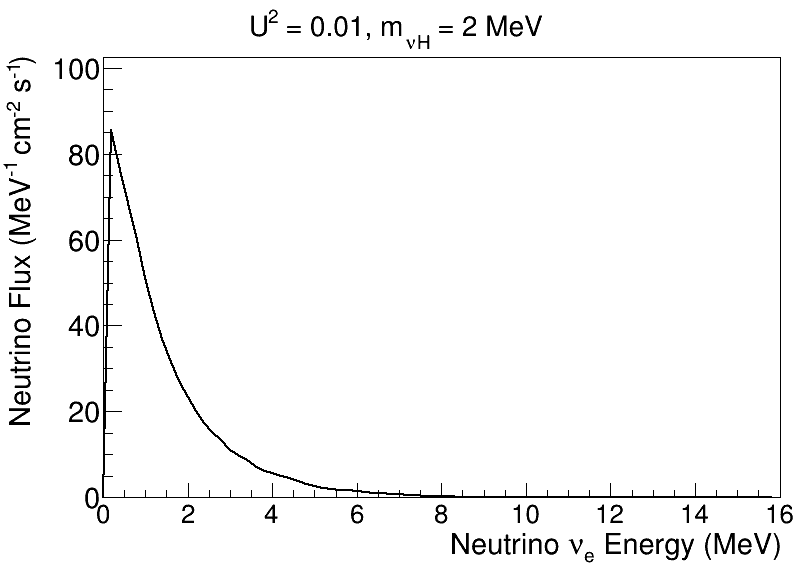 U² = 0.01, m_νH = 2 MeV
Neutrino Flux (MeV⁻¹ cm⁻² s⁻¹)
100
80
60
40
20
0
0 2 4 6 8 10 12 14 16
Neutrino νₑ Energy (MeV)